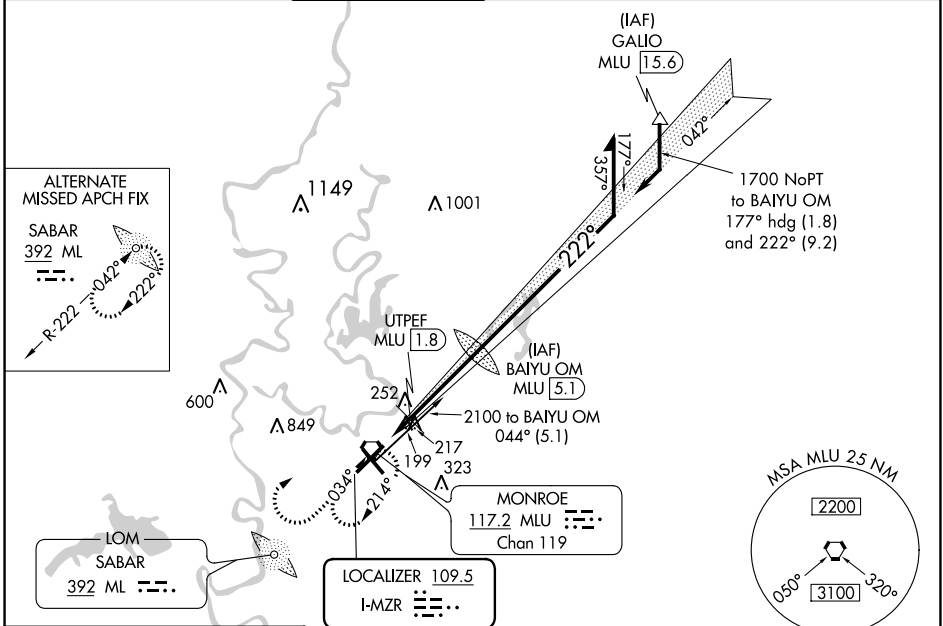 (IAF)
GALIO
MLU 15.6
042°
177°
357°
1700 NoPT
to BAIYU OM
177° hdg (1.8)
and 222° (9.2)
222°
ALTERNATE
MISSED APCH FIX
SABAR
392 ML
042°
222°
R-222
1149
1001
UTPEF
MLU 1.8
(IAF)
BAIYU OM
MLU 5.1
600
849
252
2100 to BAIYU OM
044° (5.1)
217
199
323
034°
214°
MONROE
117.2 MLU
Chan 119
LOM
SABAR
392 ML
LOCALIZER 109.5
I-MZR
MSA MLU 25 NM
2200
050°
320°
3100